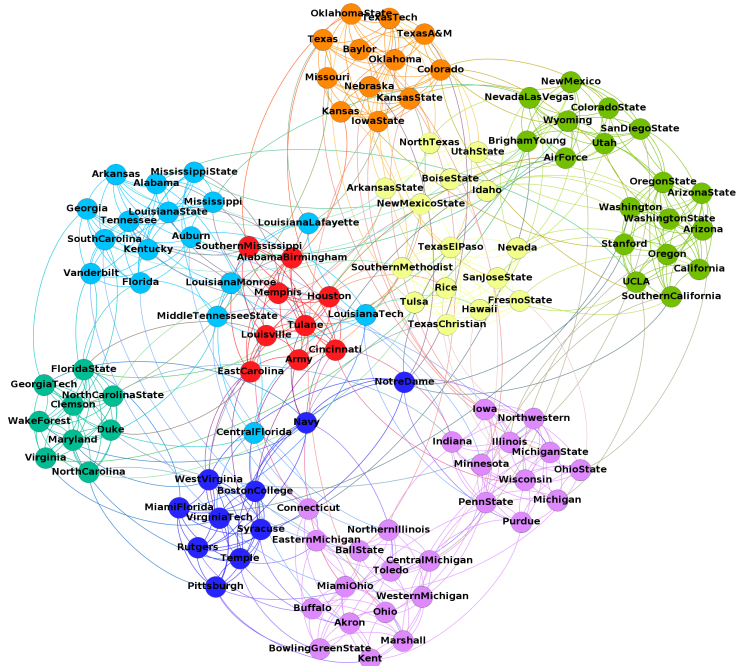 OklahomaState
TexasTech
TexasA&M
Texas
Baylor
Oklahoma
Colorado
Missouri
Nebraska
KansasState
Kansas
IowaState
NewMexico
NevadaLasVegas
ColoradoState
Wyoming
SanDiegoState
BrighamYoung
Utah
AirForce
NorthTexas
UtahState
BoiseState
ArkansasState
Idaho
NewMexicoState
OregonState
ArizonaState
Washington
WashingtonState
Arizona
Stanford
Oregon
California
UCLA
SouthernCalifornia
Arkansas
MississippiState
Alabama
Mississippi
Georgia
LouisianaState
Tennessee
SouthCarolina
Auburn
Kentucky
Vanderbilt
Florida
LouisianaLafayette
SouthernMississippi
AlabamaBirmingham
LouisianaMonroe
Memphis
Houston
MiddleTennesseeState
LouisianaTech
Tulane
Louisville
Cincinnati
Army
EastCarolina
TexasElPaso
Nevada
SouthernMethodist
SanJoseState
Rice
Tulsa
FresnoState
Hawaii
TexasChristian
FloridaState
GeorgiaTech
NorthCarolinaState
Clemson
WakeForest
Duke
Maryland
Virginia
NorthCarolina
NotreDame
Navy
CentralFlorida
WestVirginia
BostonCollege
MiamiFlorida
VirginiaTech
Syracuse
Rutgers
Temple
Pittsburgh
Iowa
Northwestern
Indiana
Illinois
MichiganState
Minnesota
OhioState
Wisconsin
PennState
Michigan
Purdue
Connecticut
NorthernIllinois
EasternMichigan
BallState
CentralMichigan
Toledo
MiamiOhio
WesternMichigan
Buffalo
Ohio
Akron
Marshall
BowlingGreenState
Kent